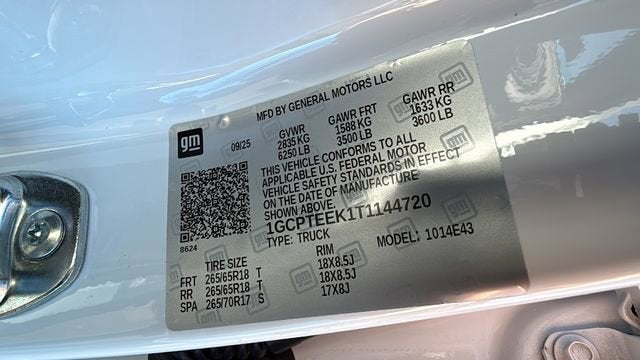 MFD BY GENERAL MOTORS LLC
gm 09/25 GVWR GAWR FRT GAWR RR
2835 KG 1588 KG 1633 KG
6250 LB 3500 LB 3600 LB
THIS VEHICLE CONFORMS TO ALL
APPLICABLE U.S. FEDERAL MOTOR
VEHICLE SAFETY STANDARDS IN EFFECT
ON THE DATE OF MANUFACTURE
SHOWN ABOVE.
1GCPTEEK1T1144720
TYPE: TRUCK MODEL: 1014E43
8624
TIRE SIZE RIM
FRT 265/65R18 T 18X8.5J
RR 265/65R18 T 18X8.5J
SPA 265/70R17 S 17X8J